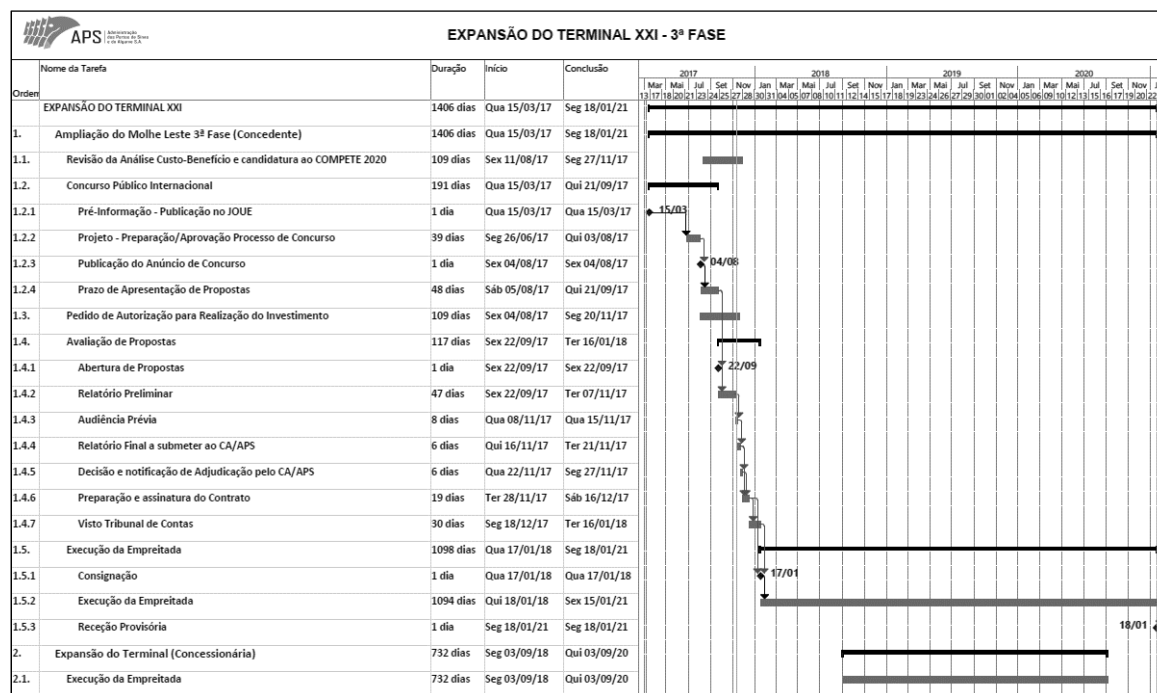 APS Administração dos Portos de Sines e do Algarve S.A.
EXPANSÃO DO TERMINAL XXI - 3ª FASE
Ordem Nome da Tarefa Duração Início Conclusão
2017 2018 2019 2020
Mar Mai Jul Set Nov Jan Mar Mai Jul Set Nov Jan Mar Mai Jul Set Nov Jan Mar Mai Jul Set Nov
EXPANSÃO DO TERMINAL XXI 1406 dias Qua 15/03/17 Seg 18/01/21
1. Ampliação do Molhe Leste 3ª Fase (Concedente) 1406 dias Qua 15/03/17 Seg 18/01/21
1.1. Revisão da Análise Custo-Benefício e candidatura ao COMPETE 2020 109 dias Sex 11/08/17 Seg 27/11/17
1.2. Concurso Público Internacional 191 dias Qua 15/03/17 Qui 21/09/17
1.2.1 Pré-Informação - Publicação no JOUE 1 dia Qua 15/03/17 Qua 15/03/17 15/03
1.2.2 Projeto - Preparação/Aprovação Processo de Concurso 39 dias Seg 26/06/17 Qui 03/08/17
1.2.3 Publicação do Anúncio de Concurso 1 dia Sex 04/08/17 Sex 04/08/17 04/08
1.2.4 Prazo de Apresentação de Propostas 48 dias Sáb 05/08/17 Qui 21/09/17
1.3. Pedido de Autorização para Realização do Investimento 109 dias Sex 04/08/17 Seg 20/11/17
1.4. Avaliação de Propostas 117 dias Sex 22/09/17 Ter 16/01/18
1.4.1 Abertura de Propostas 1 dia Sex 22/09/17 Sex 22/09/17 22/09
1.4.2 Relatório Preliminar 47 dias Sex 22/09/17 Ter 07/11/17
1.4.3 Audiência Prévia 8 dias Qua 08/11/17 Qua 15/11/17
1.4.4 Relatório Final a submeter ao CA/APS 6 dias Qui 16/11/17 Ter 21/11/17
1.4.5 Decisão e notificação de Adjudicação pelo CA/APS 6 dias Qua 22/11/17 Seg 27/11/17
1.4.6 Preparação e assinatura do Contrato 19 dias Ter 28/11/17 Sáb 16/12/17
1.4.7 Visto Tribunal de Contas 30 dias Seg 18/12/17 Ter 16/01/18
1.5. Execução da Empreitada 1098 dias Qua 17/01/18 Seg 18/01/21
1.5.1 Consignação 1 dia Qua 17/01/18 Qua 17/01/18 17/01
1.5.2 Execução da Empreitada 1094 dias Qui 18/01/18 Sex 15/01/21
1.5.3 Receção Provisória 1 dia Seg 18/01/21 Seg 18/01/21 18/01
2. Expansão do Terminal (Concessionária) 732 dias Seg 03/09/18 Qui 03/09/20
2.1. Execução da Empreitada 732 dias Seg 03/09/18 Qui 03/09/20